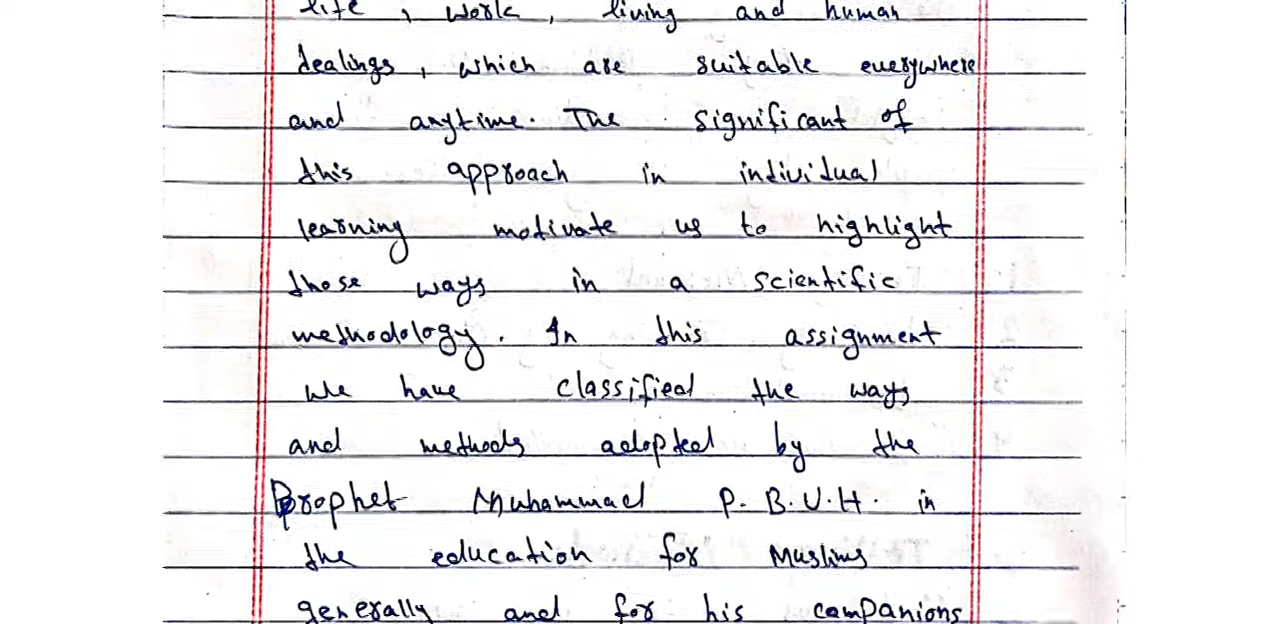 life, work, living and human
dealings, which are suitable everywhere
and anytime. The significant of
this approach in individual
learning motivate us to highlight
those ways in a scientific
methodology. In this assignment
we have classified the ways
and methods adopted by the
Prophet Muhammad P.B.U.H. in
the education for Muslims
generally and for his companions